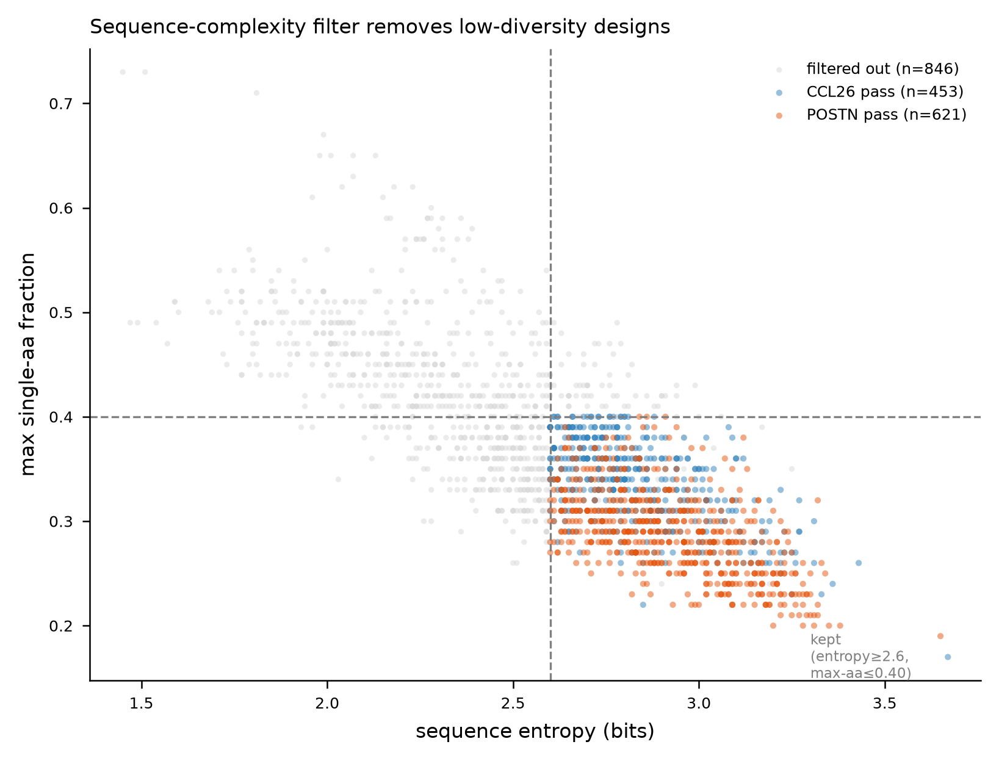 Sequence-complexity filter removes low-diversity designs
filtered out (n=846)
CCL26 pass (n=453)
POSTN pass (n=621)
max single-aa fraction
0.7
0.6
0.5
0.4
0.3
0.2
kept
(entropy≥2.6,
max-aa≤0.40)
1.5
2.0
2.5
3.0
3.5
sequence entropy (bits)